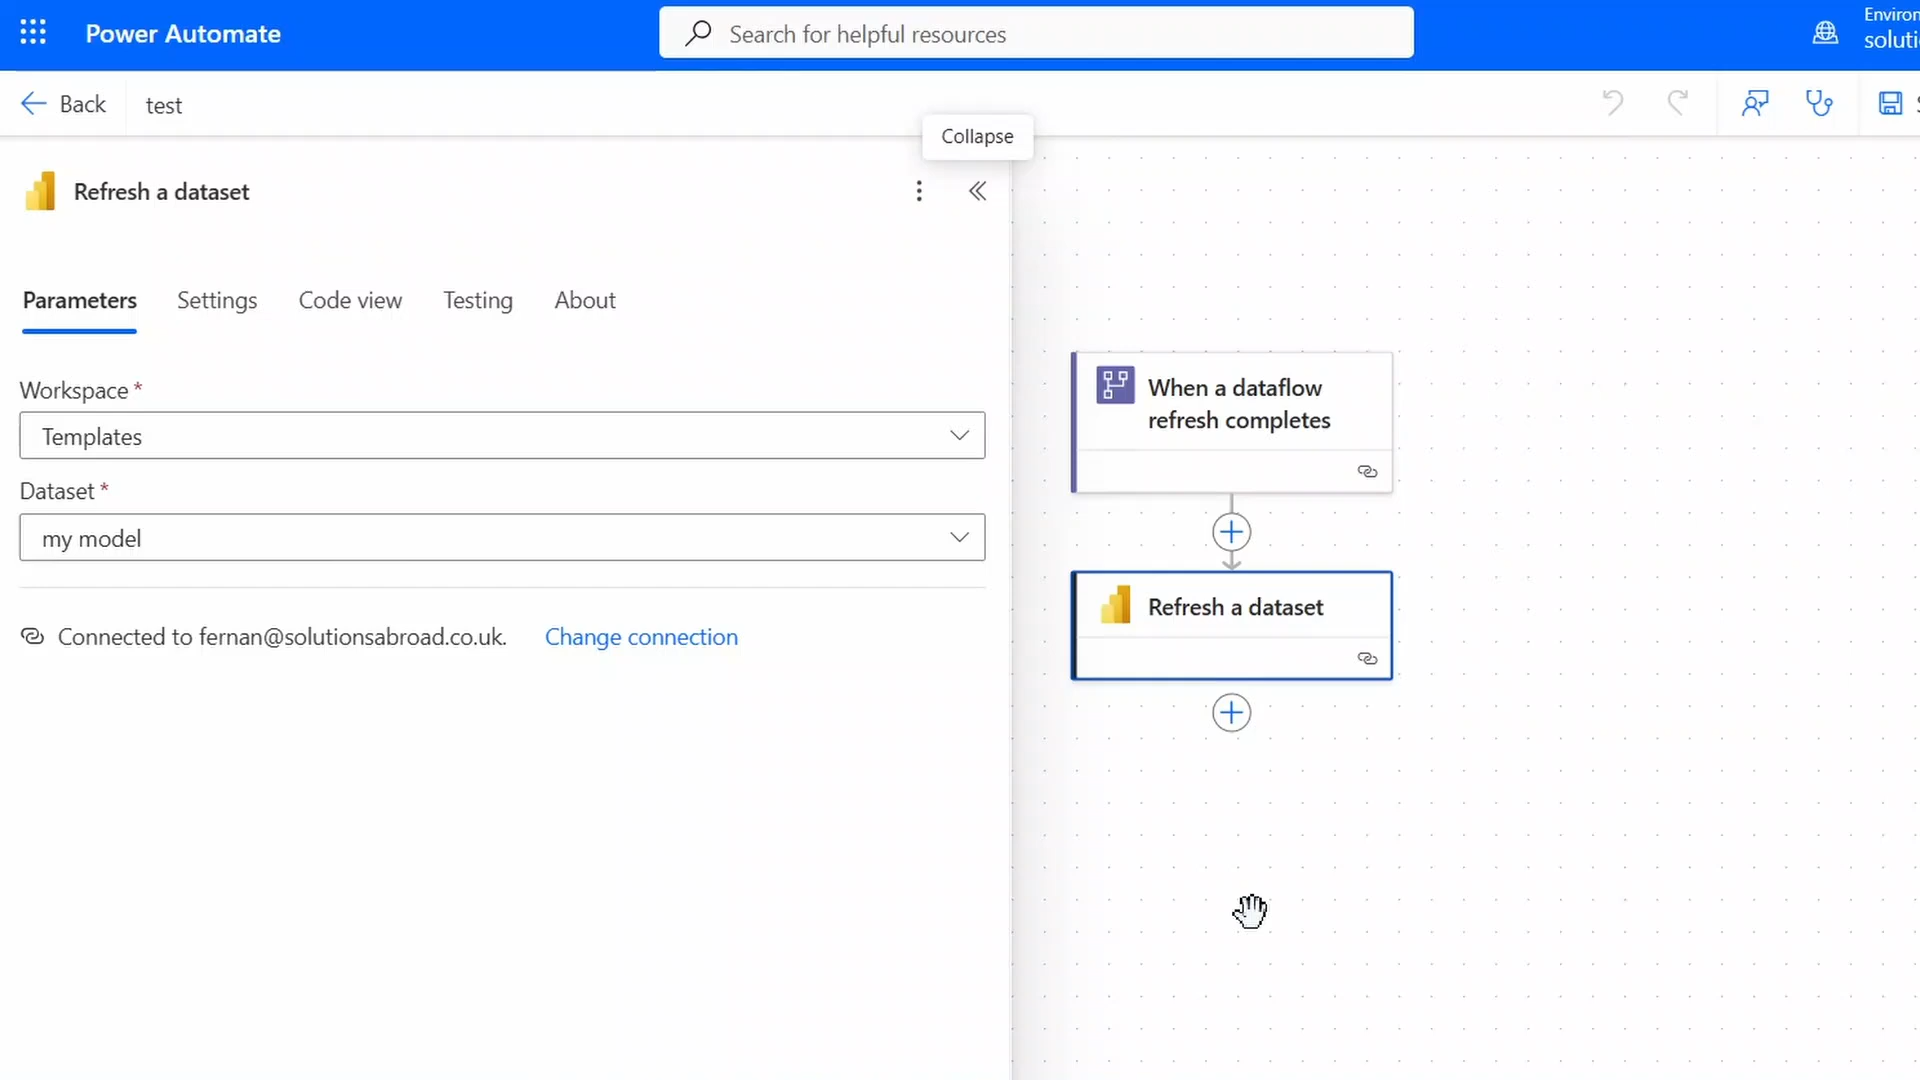 Power Automate
Search for helpful resources
Environ
soluti
Back
test
Collapse
Refresh a dataset
Parameters
Settings
Code view
Testing
About
Workspace *
Templates
Dataset *
my model
Connected to fernan@solutionsabroad.co.uk.
Change connection
When a dataflow
refresh completes
Refresh a dataset